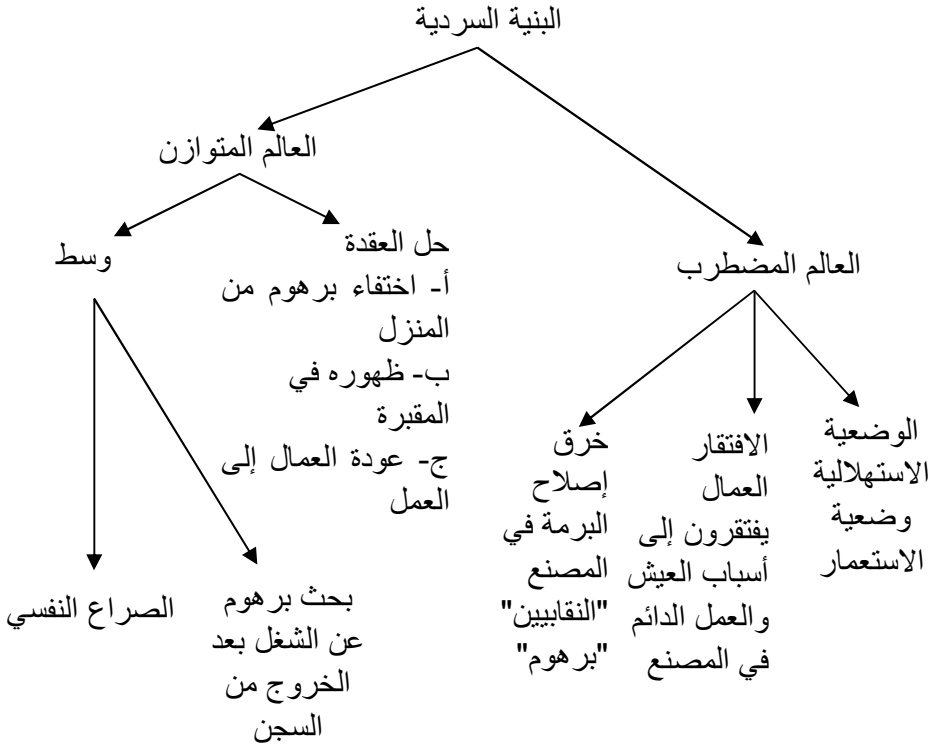 البنية السردية
العالم المضطرب
الوضعية
الاستهلالية
وضعية
الاستعمار
الافتقار
العمال
يفتقرون إلى
أسباب العيش
والعمل الدائم
في المصنع
خرق
إصلاح
البرمة في
المصنع
"النقابيين"
"برهوم"
العالم المتوازن
حل العقدة
أ- اختفاء برهوم من
المنزل
ب- ظهوره في
المقبرة
ج- عودة العمال إلى
العمل
وسط
بحث برهوم
عن الشغل بعد
الخروج من
السجن
الصراع النفسي